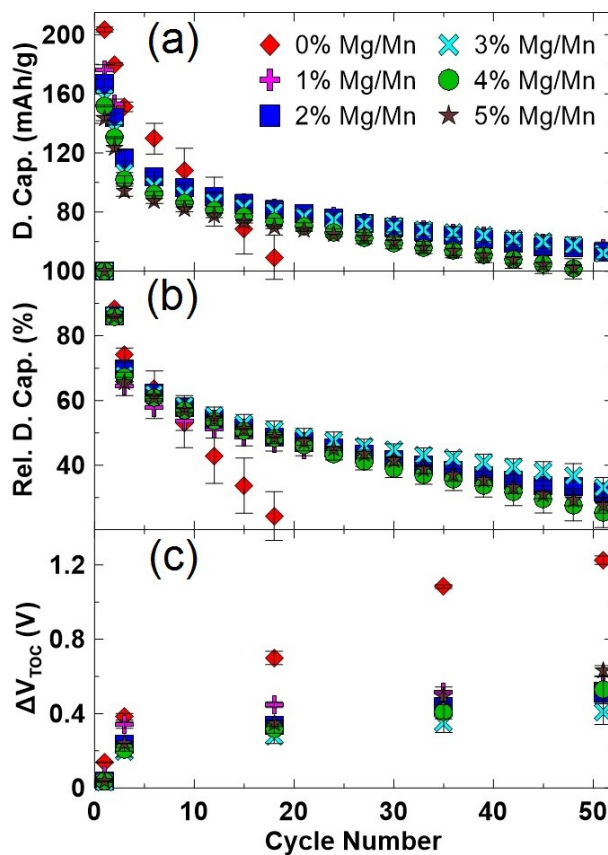 (a)
0% Mg/Mn
3% Mg/Mn
1% Mg/Mn
4% Mg/Mn
2% Mg/Mn
5% Mg/Mn
D. Cap. (mAh/g)
200
160
120
80
100
(b)
Rel. D. Cap. (%)
80
60
40
(c)
ΔV_TOC (V)
1.2
0.8
0.4
0
0 10 20 30 40 50
Cycle Number